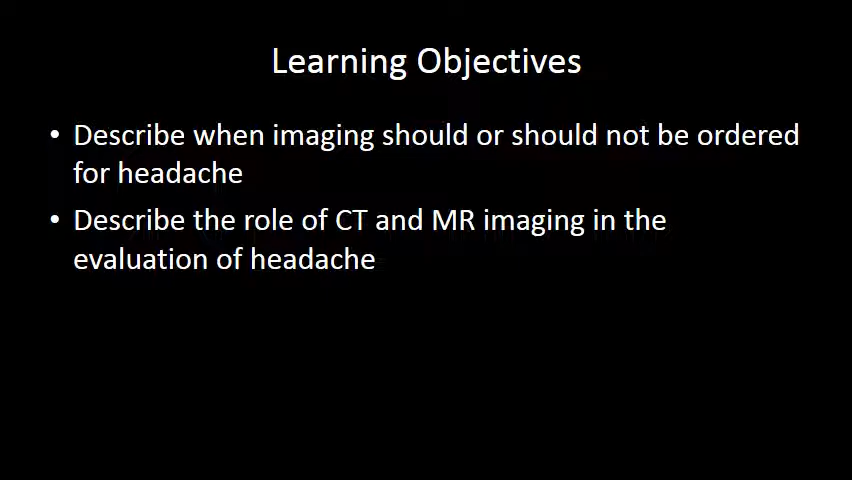 Learning Objectives
• Describe when imaging should or should not be ordered
for headache
• Describe the role of CT and MR imaging in the
evaluation of headache